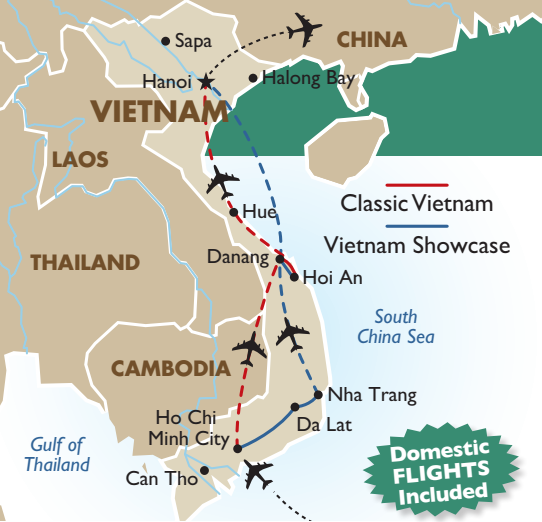 Sapa
CHINA
Hanoi
Halong Bay
VIETNAM
LAOS
Classic Vietnam
Hue
Vietnam Showcase
Danang
THAILAND
Hoi An
South
China Sea
CAMBODIA
Nha Trang
Ho Chi
Minh City
Da Lat
Gulf of
Thailand
Can Tho
Domestic
FLIGHTS
Included